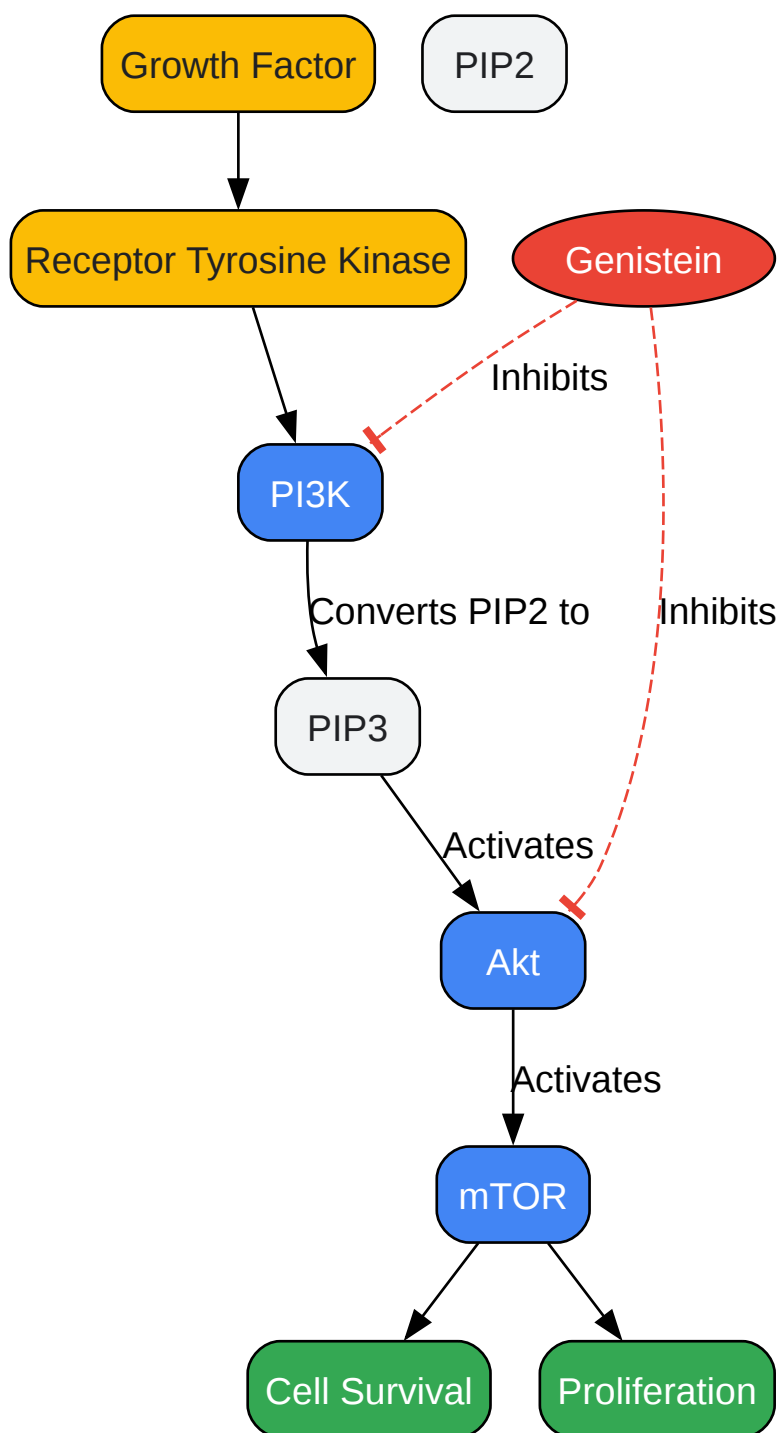 Growth Factor
PIP2
Receptor Tyrosine Kinase
Genistein
Inhibits
PI3K
Converts PIP2 to
Inhibits
PIP3
Activates
Akt
Activates
mTOR
Cell Survival
Proliferation